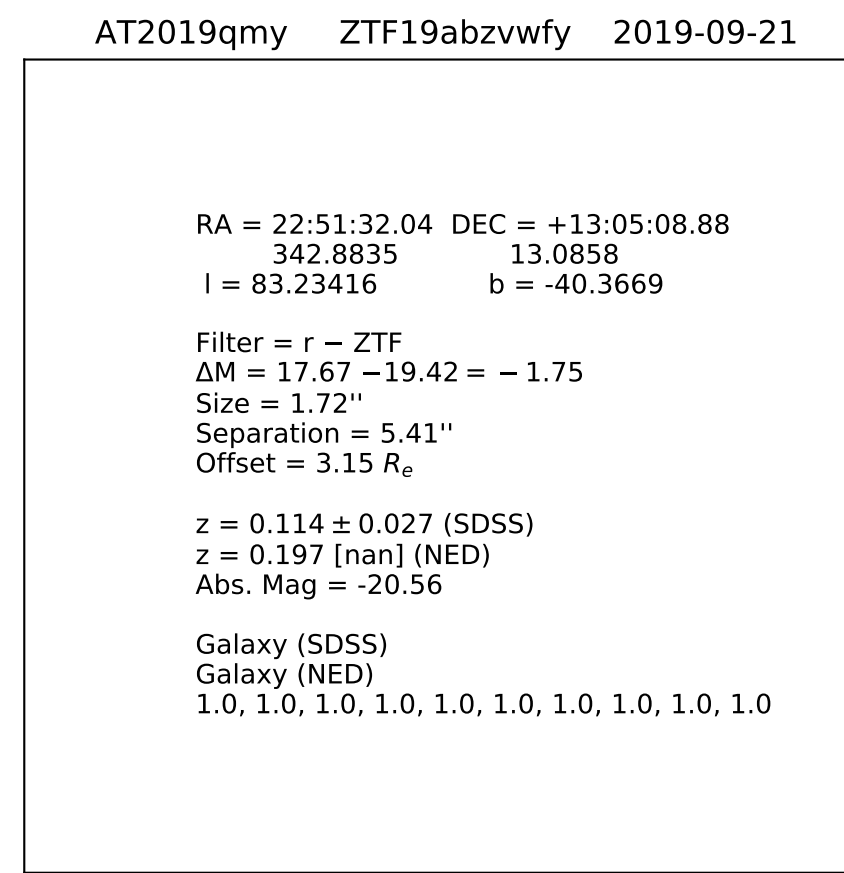 AT2019qmy ZTF19abzvwfy 2019-09-21
RA = 22:51:32.04 DEC = +13:05:08.88
342.8835 13.0858
l = 83.23416 b = -40.3669
Filter = r − ZTF
ΔM = 17.67 −19.42 = − 1.75
Size = 1.72''
Separation = 5.41''
Offset = 3.15 Re
z = 0.114 ± 0.027 (SDSS)
z = 0.197 [nan] (NED)
Abs. Mag = -20.56
Galaxy (SDSS)
Galaxy (NED)
1.0, 1.0, 1.0, 1.0, 1.0, 1.0, 1.0, 1.0, 1.0, 1.0